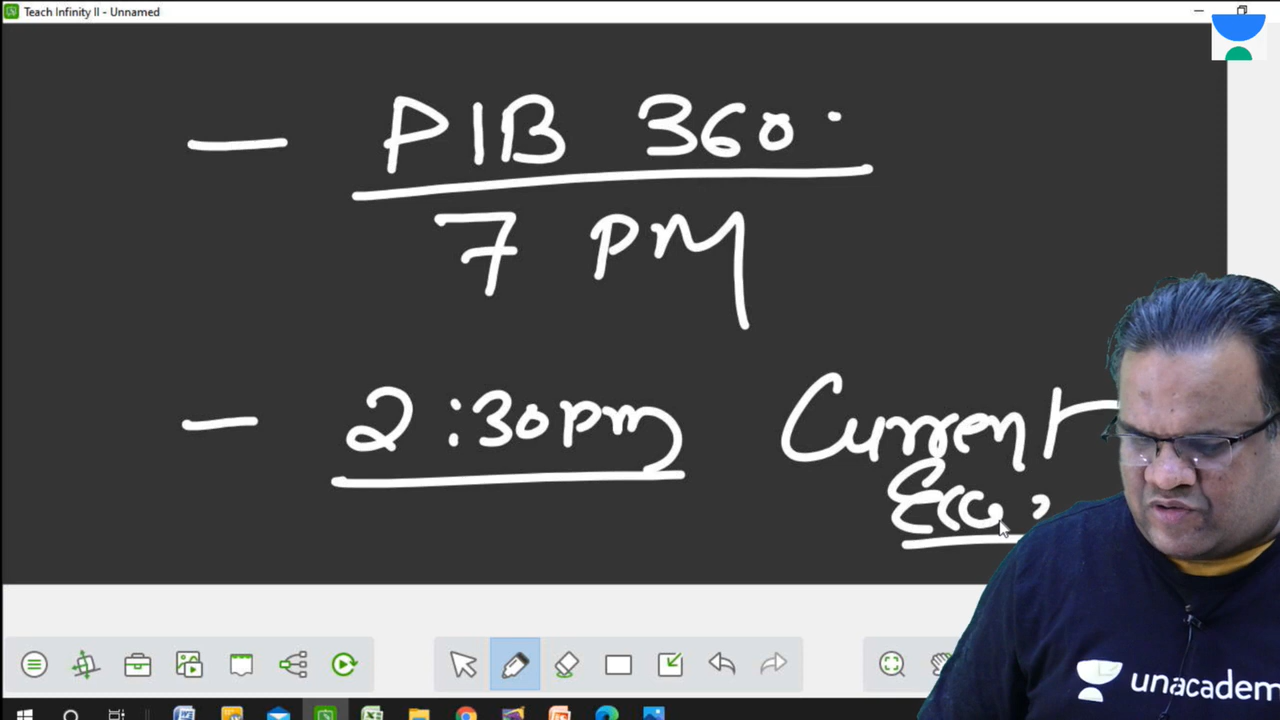 Teach Infinity II - Unnamed
— PIB 360°
7 PM
— 2:30pm Current
Eco
unacadem